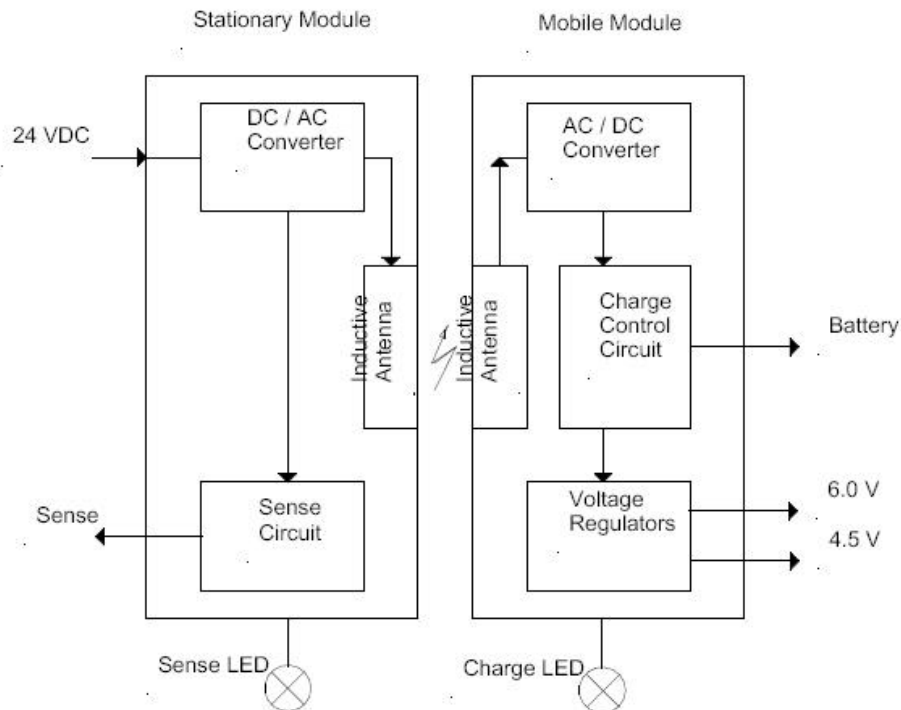 Stationary Module
Mobile Module
24 VDC
DC / AC
Converter
AC / DC
Converter
Inductive
Antenna
Inductive
Antenna
Charge
Control
Circuit
Battery
Sense
Sense
Circuit
Voltage
Regulators
6.0 V
4.5 V
Sense LED
Charge LED